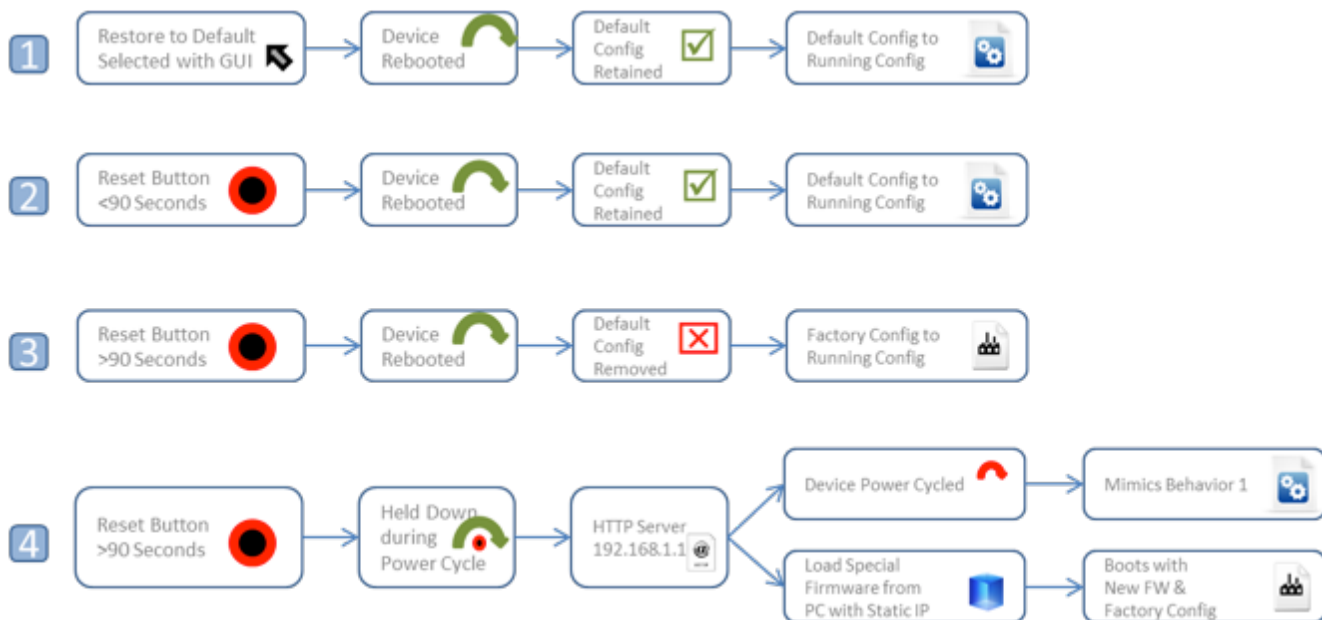 1
Restore to Default
Selected with GUI
Device
Rebooted
Default
Config
Retained
Default Config to
Running Config
2
Reset Button
<90 Seconds
Device
Rebooted
Default
Config
Retained
Default Config to
Running Config
3
Reset Button
>90 Seconds
Device
Rebooted
Default
Config
Removed
Factory Config to
Running Config
4
Reset Button
>90 Seconds
Held Down
during
Power Cycle
HTTP Server
192.168.1.1
Device Power Cycled
Mimics Behavior 1
Load Special
Firmware from
PC with Static IP
Boots with
New FW &
Factory Config